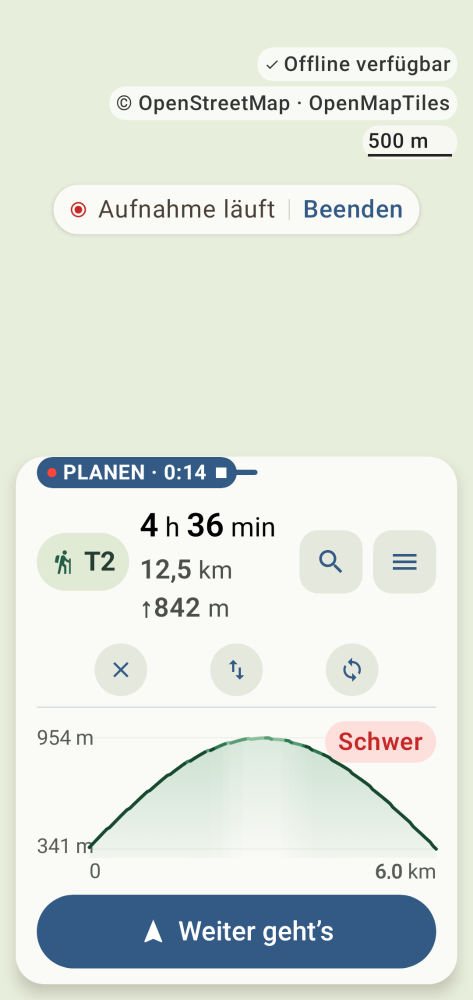 Offline verfügbar
© OpenStreetMap · OpenMapTiles
500 m
Aufnahme läuft | Beenden
PLANEN · 0:14
T2
4 h 36 min
12,5 km
↑842 m
954 m
Schwer
341 m
0
6.0 km
Weiter geht’s